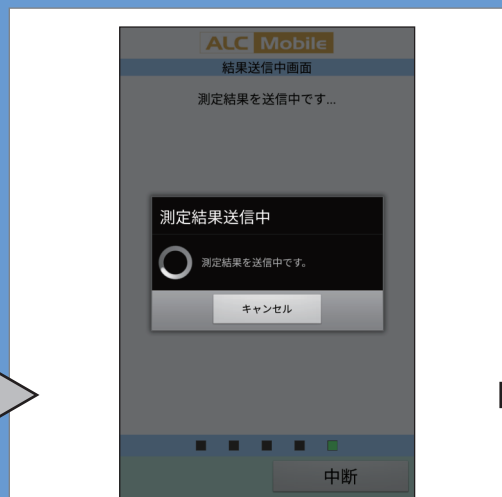 ALC Mobile
結果送信中画面
測定結果を送信中です...
測定結果送信中
測定結果を送信中です。
キャンセル
中断